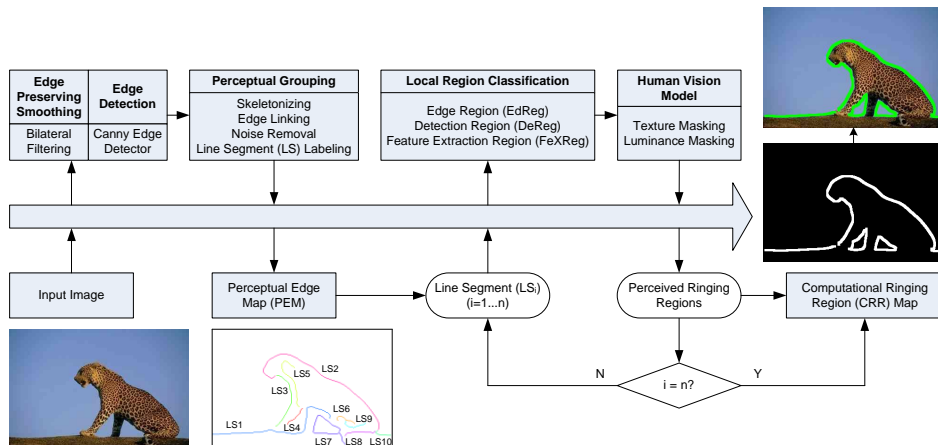 Edge
Preserving
Smoothing
Bilateral
Filtering
Edge
Detection
Canny Edge
Detector
Perceptual Grouping
Skeletonizing
Edge Linking
Noise Removal
Line Segment (LS) Labeling
Local Region Classification
Edge Region (EdReg)
Detection Region (DeReg)
Feature Extraction Region (FeXReg)
Human Vision
Model
Texture Masking
Luminance Masking
Input Image
Perceptual Edge
Map (PEM)
Line Segment (LSi)
(i=1...n)
Perceived Ringing
Regions
Computational Ringing
Region (CRR) Map
N
i = n?
Y
LS1
LS2
LS3
LS4
LS5
LS6
LS7
LS8
LS9
LS10